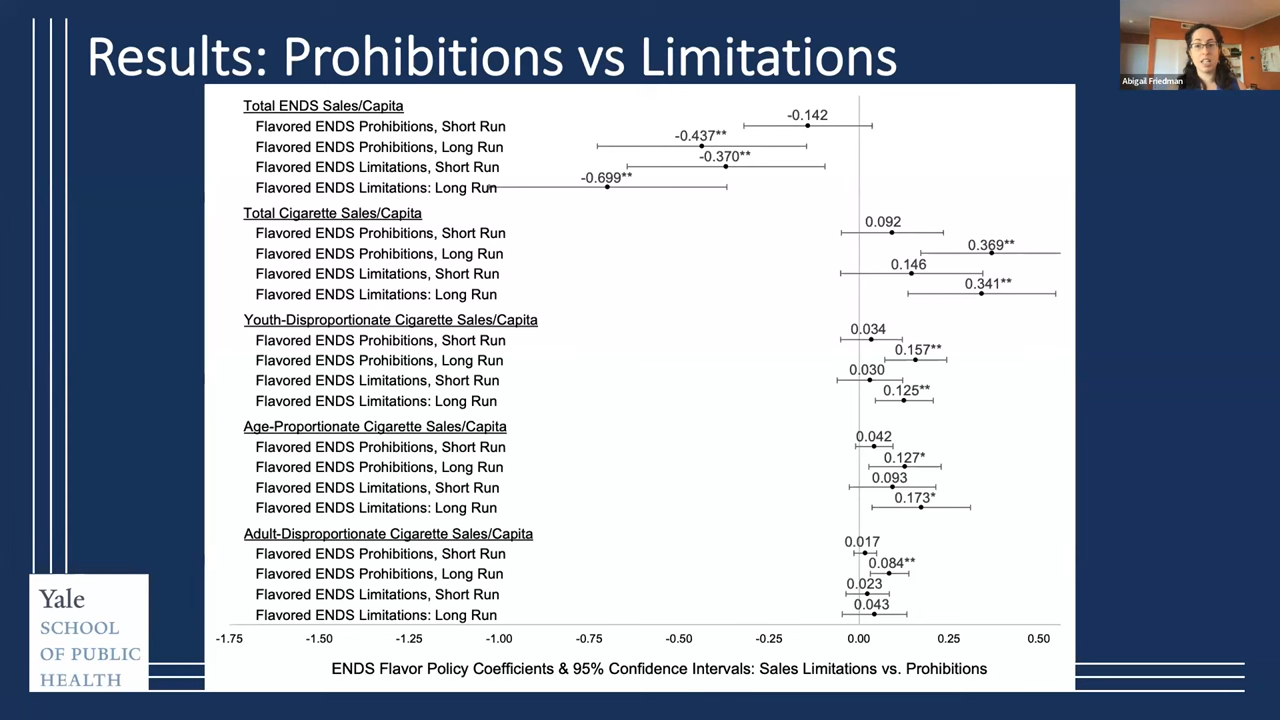 Results: Prohibitions vs Limitations
Abigail Friedman
Total ENDS Sales/Capita
Flavored ENDS Prohibitions, Short Run
-0.142
Flavored ENDS Prohibitions, Long Run
-0.437**
Flavored ENDS Limitations, Short Run
-0.370**
Flavored ENDS Limitations: Long Run
-0.699**
Total Cigarette Sales/Capita
Flavored ENDS Prohibitions, Short Run
0.092
Flavored ENDS Prohibitions, Long Run
0.369**
Flavored ENDS Limitations, Short Run
0.146
Flavored ENDS Limitations: Long Run
0.341**
Youth-Disproportionate Cigarette Sales/Capita
Flavored ENDS Prohibitions, Short Run
0.034
Flavored ENDS Prohibitions, Long Run
0.157**
Flavored ENDS Limitations, Short Run
0.030
Flavored ENDS Limitations: Long Run
0.125**
Age-Proportionate Cigarette Sales/Capita
Flavored ENDS Prohibitions, Short Run
0.042
Flavored ENDS Prohibitions, Long Run
0.127*
Flavored ENDS Limitations, Short Run
0.093
Flavored ENDS Limitations: Long Run
0.173*
Adult-Disproportionate Cigarette Sales/Capita
Flavored ENDS Prohibitions, Short Run
0.017
Flavored ENDS Prohibitions, Long Run
0.084**
Flavored ENDS Limitations, Short Run
0.023
Flavored ENDS Limitations: Long Run
0.043
-1.75 -1.50 -1.25 -1.00 -0.75 -0.50 -0.25 0.00 0.25 0.50
ENDS Flavor Policy Coefficients & 95% Confidence Intervals: Sales Limitations vs. Prohibitions
Yale
SCHOOL
OF PUBLIC
HEALTH